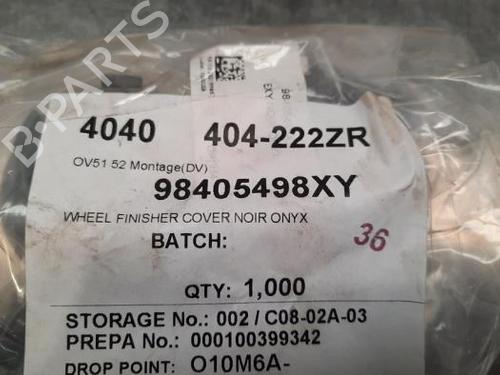 4040 404-222ZR
OV51 52 Montage(DV)
98405498XY
WHEEL FINISHER COVER NOIR ONYX
BATCH:
36
QTY: 1,000
STORAGE No.: 002 / C08-02A-03
PREPA No.: 000100399342
DROP POINT: O10M6A-
B-PARTS